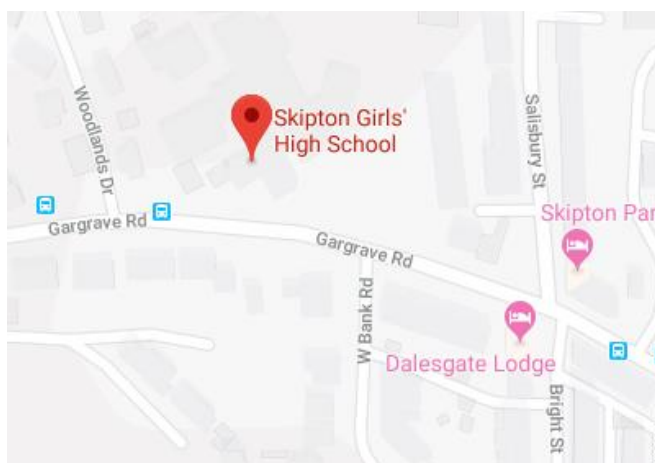 Woodlands Dr
Skipton Girls'
High School
Salisbury St
Gargrave Rd
Skipton Par
Gargrave Rd
W Bank Rd
Dalesgate Lodge
Bright St